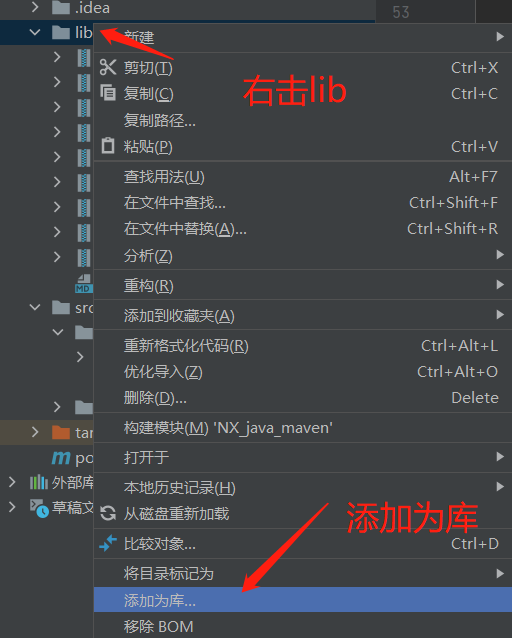 .idea
53
lib
新建
剪切(T) Ctrl+X
右击lib
复制(C) Ctrl+C
复制路径...
粘贴(P) Ctrl+V
查找用法(U) Alt+F7
在文件中查找... Ctrl+Shift+F
在文件中替换(A)... Ctrl+Shift+R
分析(Z)
MD
重构(R)
src
添加到收藏夹(A)
重新格式化代码(R) Ctrl+Alt+L
优化导入(Z) Ctrl+Alt+O
删除(D)... Delete
tar
构建模块(M) 'NX_java_maven'
m po
打开于
外部库
本地历史记录(H)
草稿文
从磁盘重新加载
添加为库
比较对象... Ctrl+D
将目录标记为
添加为库...
移除 BOM